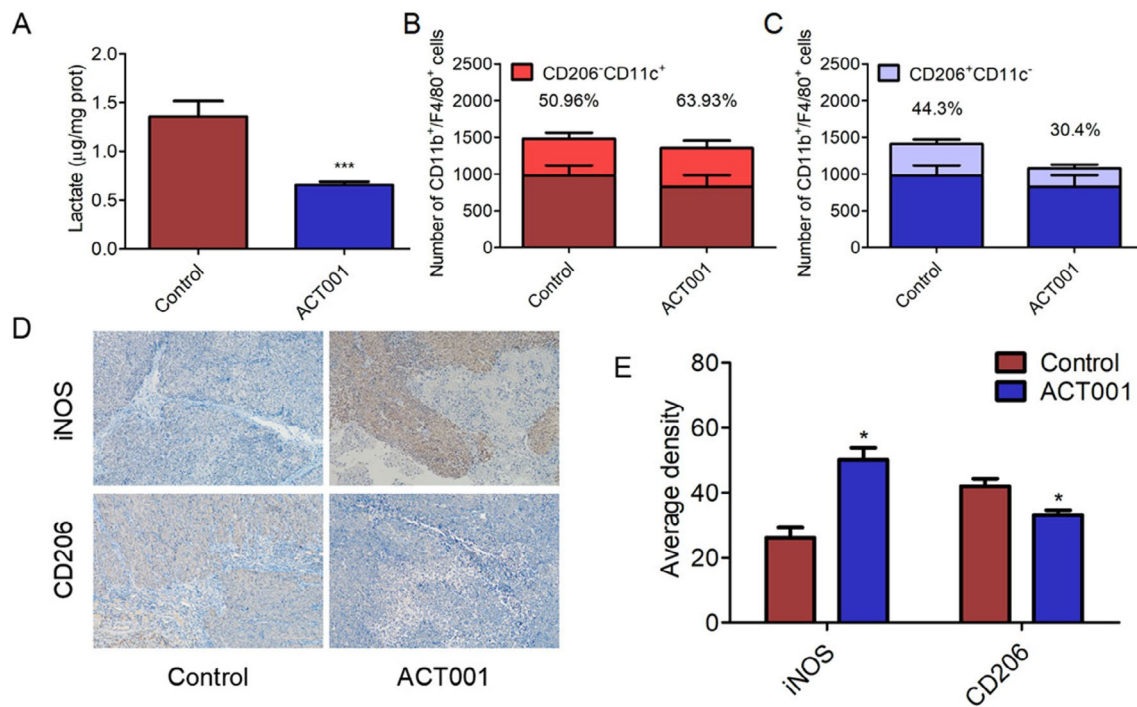 A
Lactate (μg/mg prot)
2.0
1.5
1.0
0.5
0.0
***
Control
ACT001
B
Number of CD11b⁺/F4/80⁺ cells
2500
2000
1500
1000
500
0
CD206⁻CD11c⁺
50.96%
63.93%
Control
ACT001
C
Number of CD11b⁺/F4/80⁺ cells
2500
2000
1500
1000
500
0
CD206⁺CD11c⁻
44.3%
30.4%
Control
ACT001
D
iNOS
CD206
Control
ACT001
E
Average density
80
60
40
20
0
Control
ACT001
*
*
iNOS
CD206